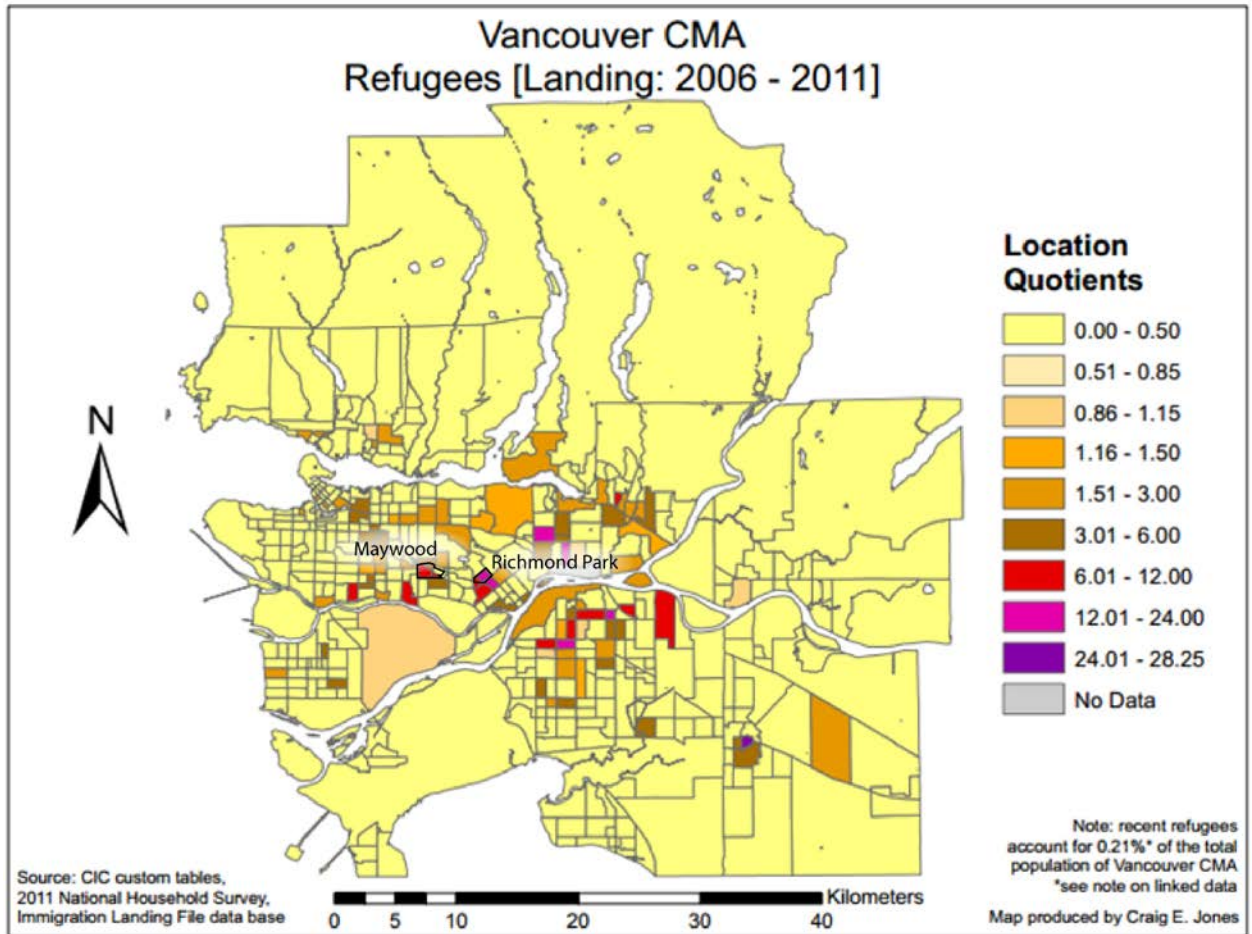 Vancouver CMA
Refugees [Landing: 2006 - 2011]
Location
Quotients
0.00 - 0.50
0.51 - 0.85
0.86 - 1.15
1.16 - 1.50
1.51 - 3.00
3.01 - 6.00
6.01 - 12.00
12.01 - 24.00
24.01 - 28.25
No Data
N
Maywood
Richmond Park
Note: recent refugees
account for 0.21%* of the total
population of Vancouver CMA
*see note on linked data
Map produced by Craig E. Jones
Source: CIC custom tables,
2011 National Household Survey,
Immigration Landing File data base
Kilometers
0 5 10 20 30 40